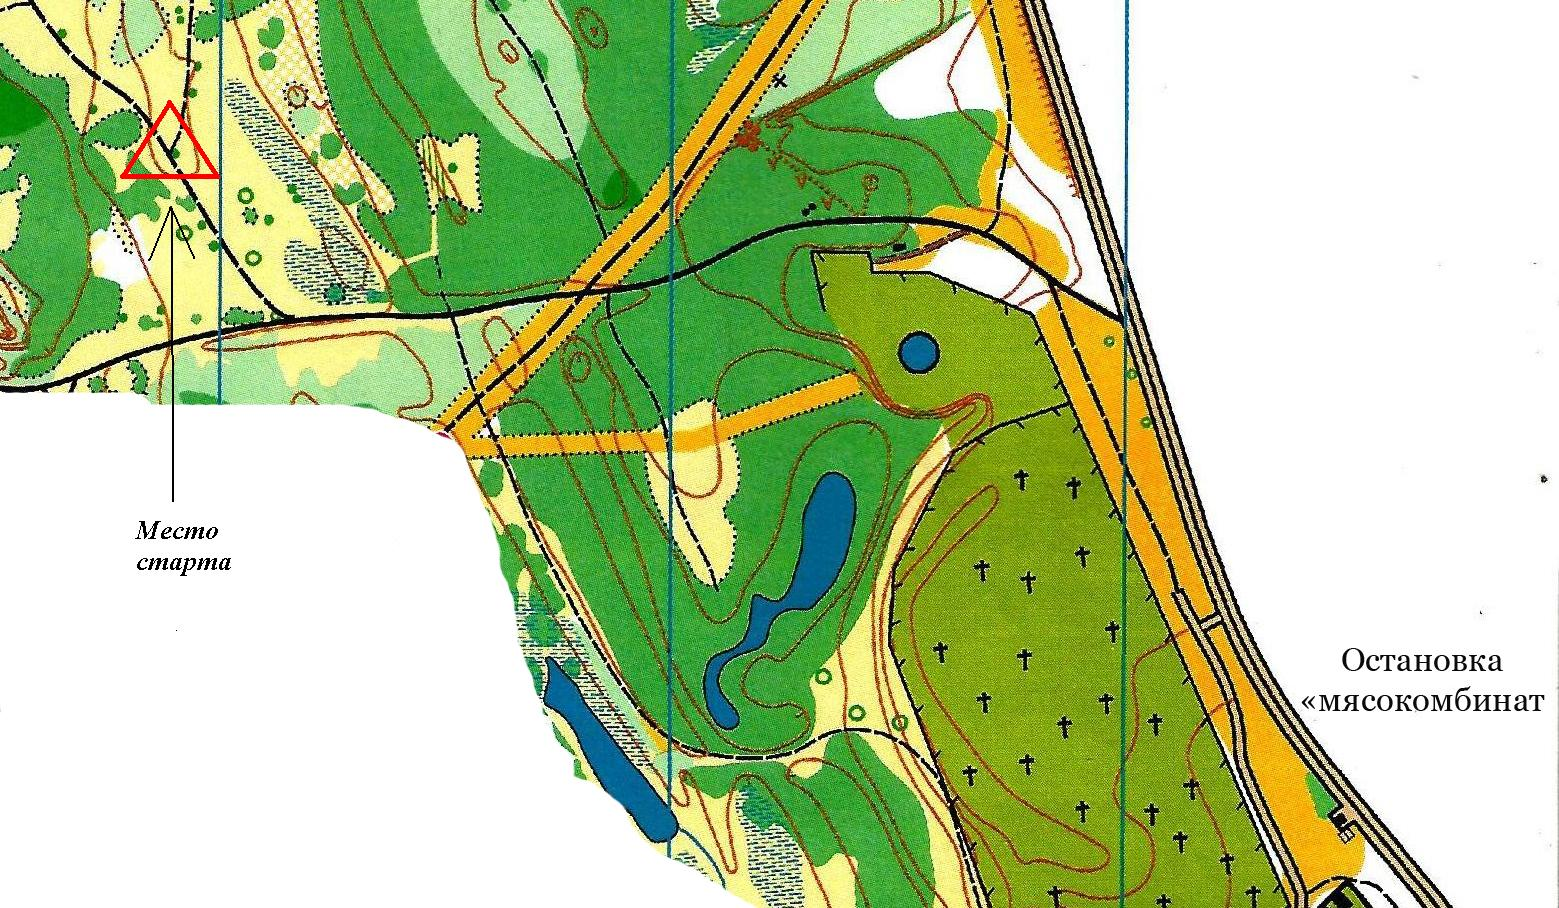 Место
старта
Остановка
«мясокомбинат